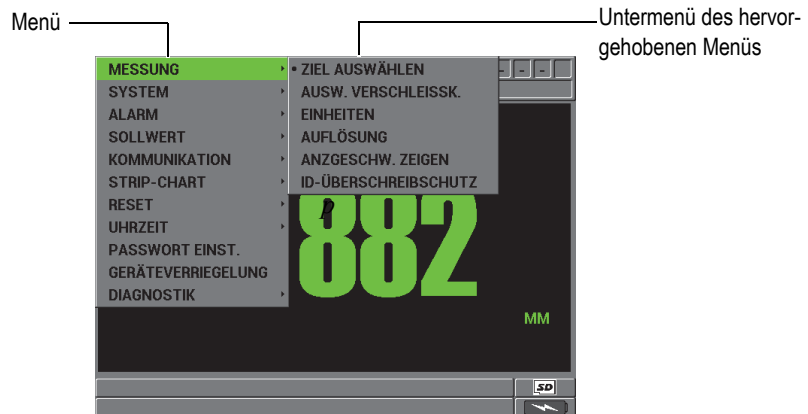 Menü
Untermenü des hervor-
gehobenen Menüs
MESSUNG
SYSTEM
ALARM
SOLLWERT
KOMMUNIKATION
STRIP-CHART
RESET
UHRZEIT
PASSWORT EINST.
GERÄTEVERRIEGELUNG
DIAGNOSTIK
ZIEL AUSWÄHLEN
AUSW. VERSCHLEISSK.
EINHEITEN
AUFLÖSUNG
ANZGESCHW. ZEIGEN
ID-ÜBERSCHREIBSCHUTZ
- - -
p
882
MM
SD